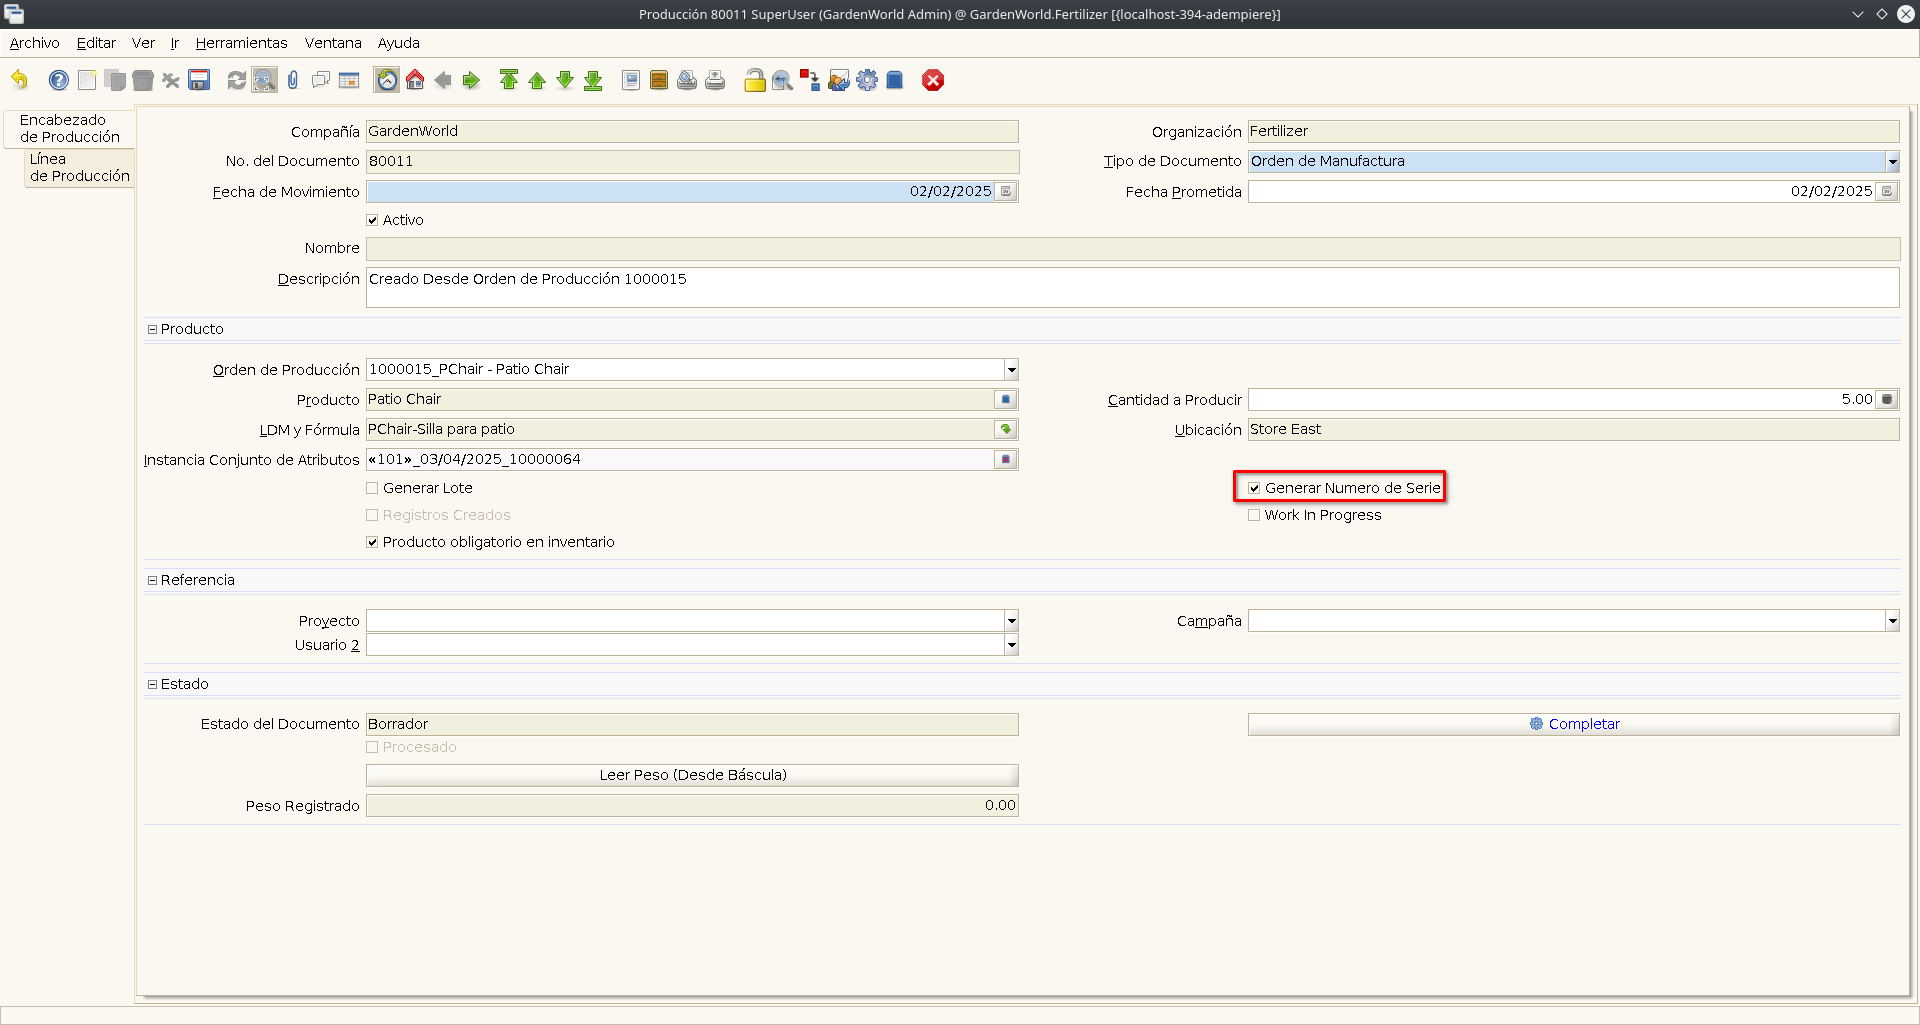 Producción 80011 SuperUser (GardenWorld Admin) @ GardenWorld.Fertilizer [{localhost-394-adempiere}]
Archivo Editar Ver Ir Herramientas Ventana Ayuda
Encabezado
de Producción
Línea
de Producción
Compañía GardenWorld Organización Fertilizer
No. del Documento 80011 Tipo de Documento Orden de Manufactura
Fecha de Movimiento 02/02/2025 Fecha Prometida 02/02/2025
Activo
Nombre
Descripción Creado Desde Orden de Producción 1000015
Producto
Orden de Producción 1000015_PChair - Patio Chair
Producto Patio Chair Cantidad a Producir 5.00
LDM y Fórmula PChair-Silla para patio Ubicación Store East
Instancia Conjunto de Atributos «101»_03/04/2025_10000064
Generar Lote Generar Numero de Serie
Registros Creados Work In Progress
Producto obligatorio en inventario
Referencia
Proyecto Campaña
Usuario 2
Estado
Estado del Documento Borrador Completar
Procesado
Leer Peso (Desde Báscula)
Peso Registrado 0.00